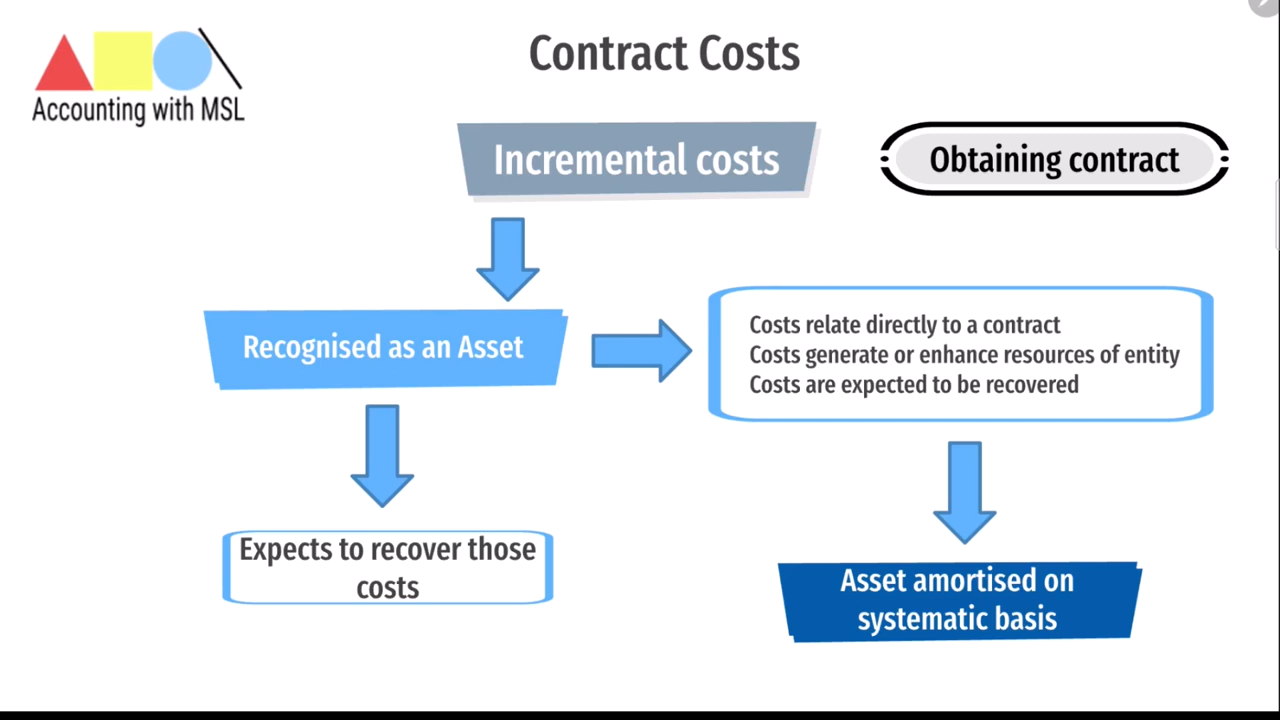 Accounting with MSL
Contract Costs
Incremental costs
Obtaining contract
Recognised as an Asset
Costs relate directly to a contract
Costs generate or enhance resources of entity
Costs are expected to be recovered
Expects to recover those
costs
Asset amortised on
systematic basis